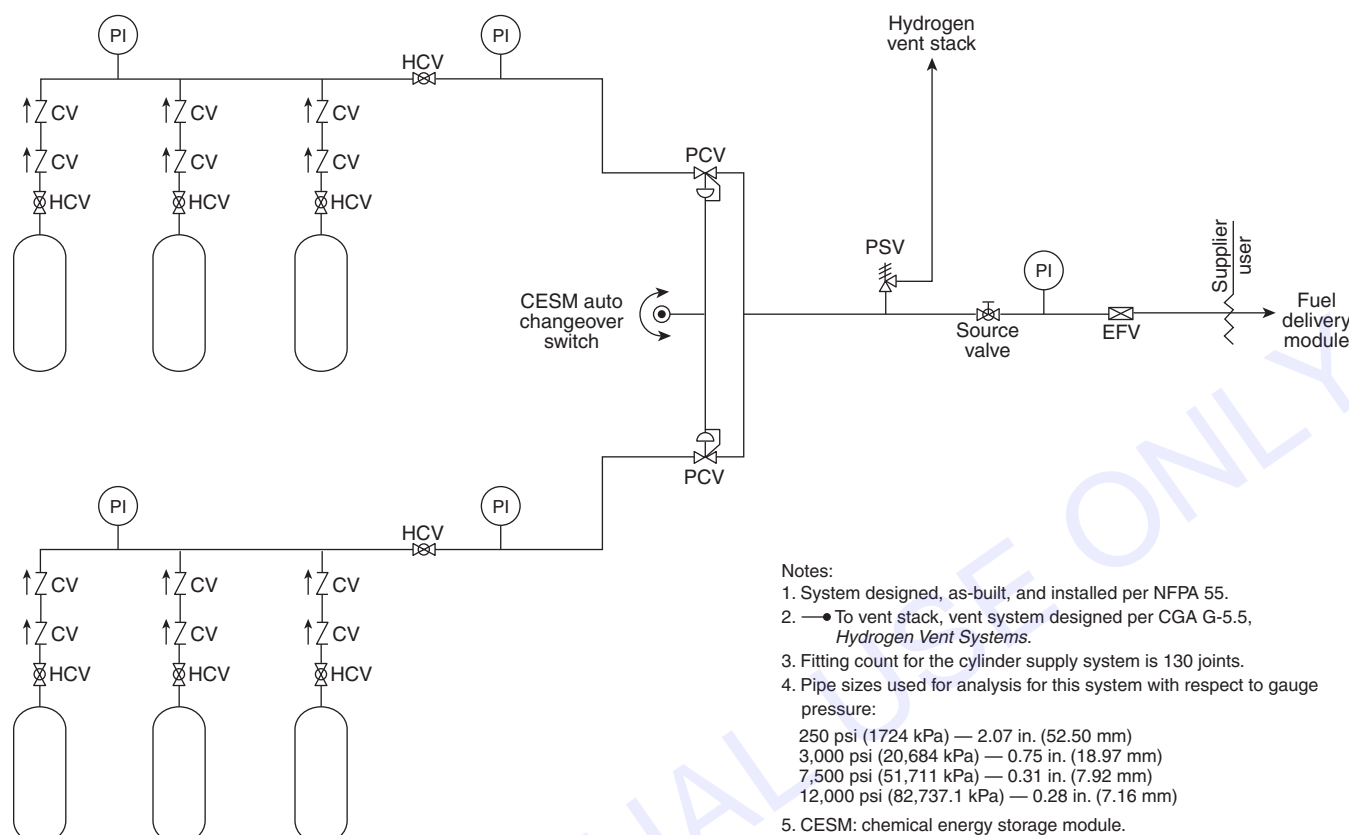 Hydrogen
vent stack
PI
PI
HCV
CV
CV
CV
CV
CV
CV
HCV
HCV
HCV
PCV
PSV
PI
Supplier
user
CESM auto
changeover
switch
Source
valve
EFV
Fuel
delivery
module
PCV
PI
PI
HCV
CV
CV
CV
CV
CV
CV
HCV
HCV
HCV
Notes:
1. System designed, as-built, and installed per NFPA 55.
2. To vent stack, vent system designed per CGA G-5.5,
Hydrogen Vent Systems.
3. Fitting count for the cylinder supply system is 130 joints.
4. Pipe sizes used for analysis for this system with respect to gauge
pressure:
250 psi (1724 kPa) — 2.07 in. (52.50 mm)
3,000 psi (20,684 kPa) — 0.75 in. (18.97 mm)
7,500 psi (51,711 kPa) — 0.31 in. (7.92 mm)
12,000 psi (82,737.1 kPa) — 0.28 in. (7.16 mm)
5. CESM: chemical energy storage module.
USE ONLY